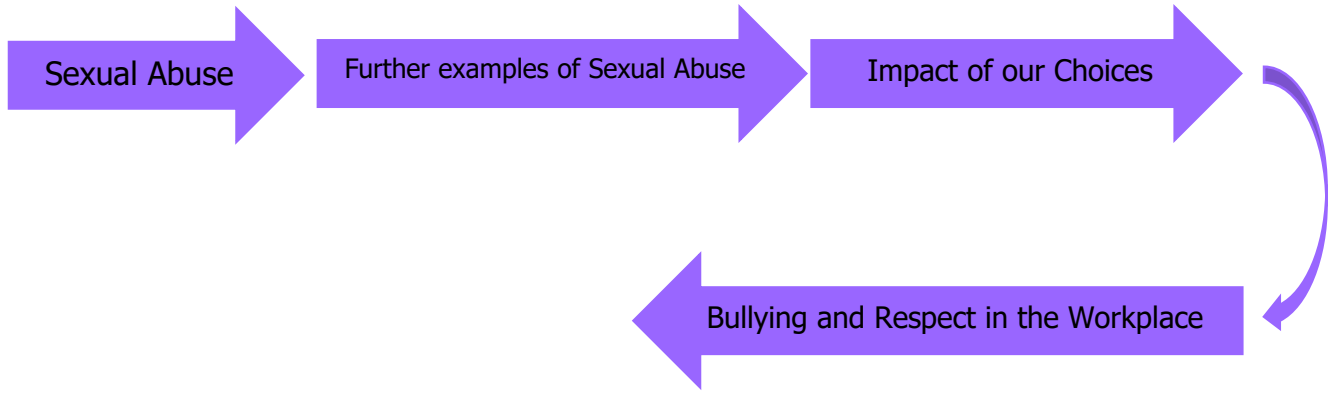 Sexual Abuse
Further examples of Sexual Abuse
Impact of our Choices
Bullying and Respect in the Workplace